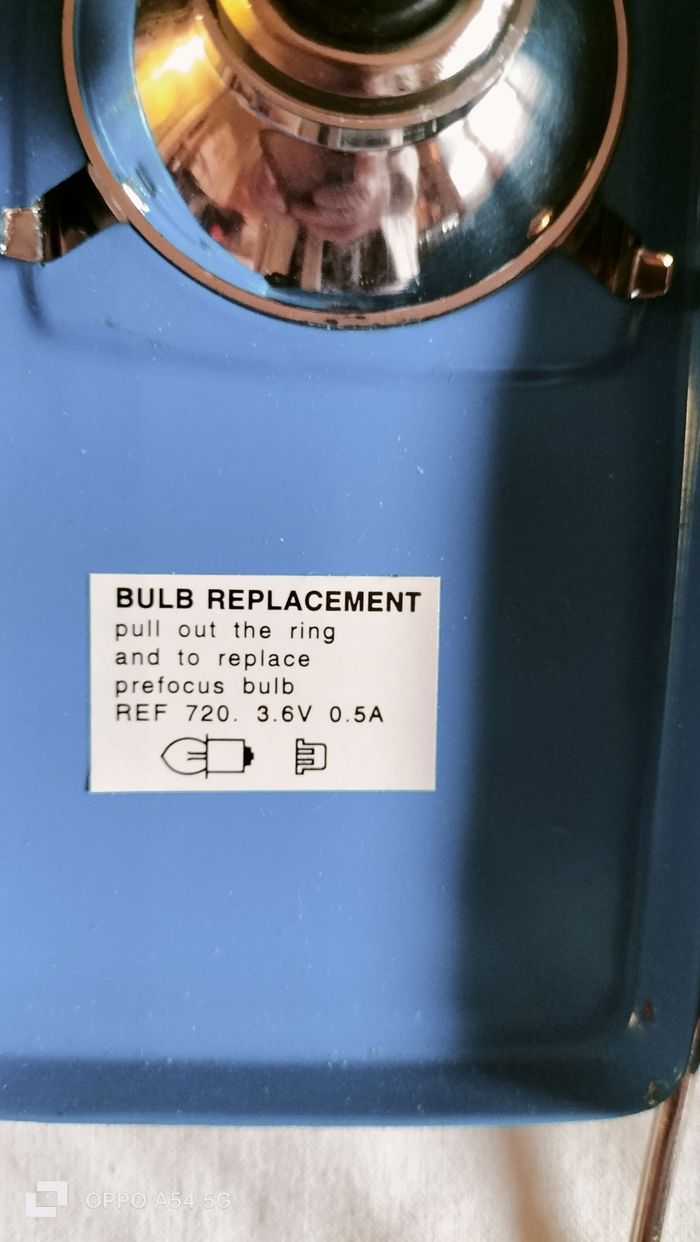 BULB REPLACEMENT
pull out the ring
and to replace
prefocus bulb
REF 720. 3.6V 0.5A
OPPO A54 5G